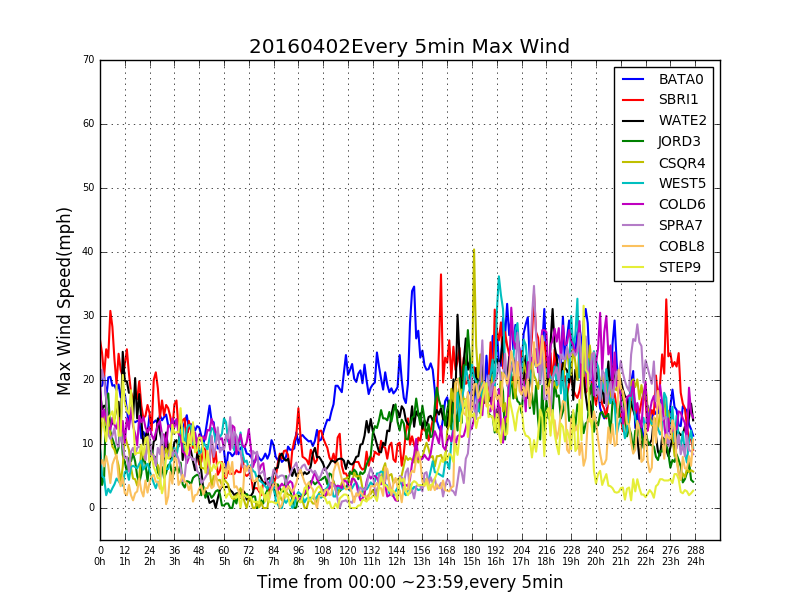 20160402Every 5min Max Wind
70
60
50
40
30
20
10
0
Max Wind Speed(mph)
BATA0
SBRI1
WATE2
JORD3
CSQR4
WEST5
COLD6
SPRA7
COBL8
STEP9
0 12 24 36 48 60 72 84 96 108 120 132 144 156 168 180 192 204 216 228 240 252 264 276 288
0h 1h 2h 3h 4h 5h 6h 7h 8h 9h 10h 11h 12h 13h 14h 15h 16h 17h 18h 19h 20h 21h 22h 23h 24h
Time from 00:00 ~23:59,every 5min